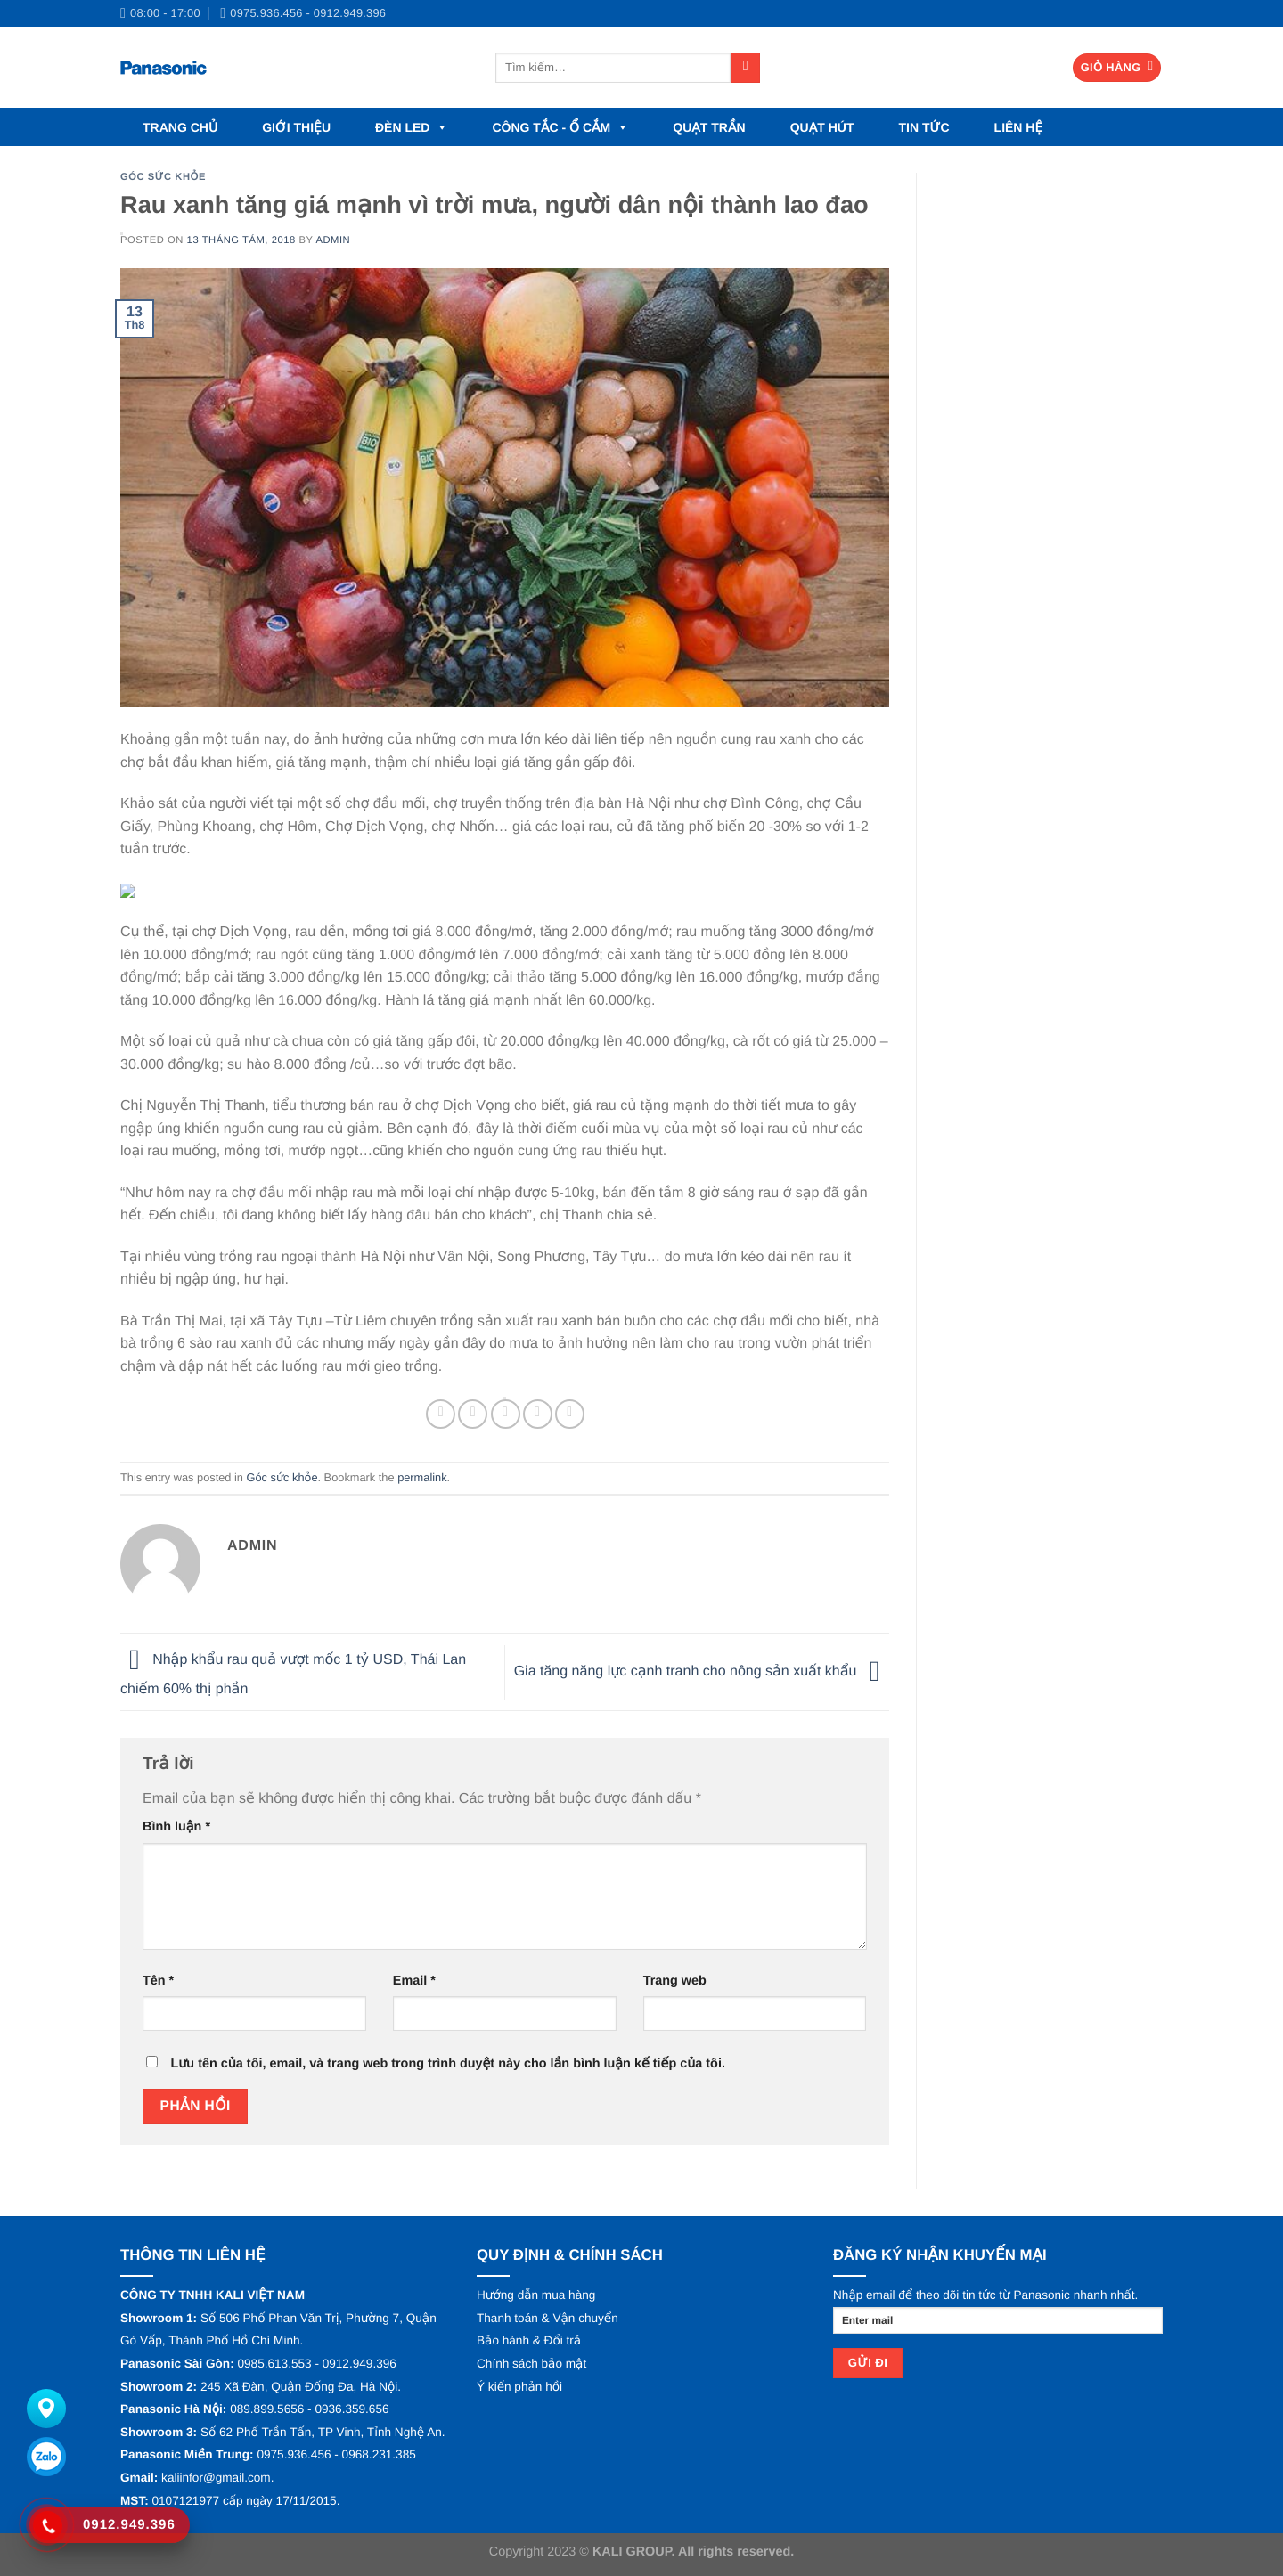 08:00 - 17:00 0975.936.456 - 0912.949.396
Panasonic
Tìm kiếm…
GIỎ HÀNG
TRANG CHỦ GIỚI THIỆU ĐÈN LED CÔNG TẮC - Ổ CẮM QUẠT TRẦN QUẠT HÚT TIN TỨC LIÊN HỆ
GÓC SỨC KHỎE
Rau xanh tăng giá mạnh vì trời mưa, người dân nội thành lao đao
POSTED ON 13 THÁNG TÁM, 2018 BY ADMIN
13
Th8
BIO
BIO
Khoảng gần một tuần nay, do ảnh hưởng của những cơn mưa lớn kéo dài liên tiếp nên nguồn cung rau xanh cho các
chợ bắt đầu khan hiếm, giá tăng mạnh, thậm chí nhiều loại giá tăng gần gấp đôi.
Khảo sát của người viết tại một số chợ đầu mối, chợ truyền thống trên địa bàn Hà Nội như chợ Đình Công, chợ Cầu
Giấy, Phùng Khoang, chợ Hôm, Chợ Dịch Vọng, chợ Nhổn… giá các loại rau, củ đã tăng phổ biến 20 -30% so với 1-2
tuần trước.
Cụ thể, tại chợ Dịch Vọng, rau dền, mồng tơi giá 8.000 đồng/mớ, tăng 2.000 đồng/mớ; rau muống tăng 3000 đồng/mớ
lên 10.000 đồng/mớ; rau ngót cũng tăng 1.000 đồng/mớ lên 7.000 đồng/mớ; cải xanh tăng từ 5.000 đồng lên 8.000
đồng/mớ; bắp cải tăng 3.000 đồng/kg lên 15.000 đồng/kg; cải thảo tăng 5.000 đồng/kg lên 16.000 đồng/kg, mướp đắng
tăng 10.000 đồng/kg lên 16.000 đồng/kg. Hành lá tăng giá mạnh nhất lên 60.000/kg.
Một số loại củ quả như cà chua còn có giá tăng gấp đôi, từ 20.000 đồng/kg lên 40.000 đồng/kg, cà rốt có giá từ 25.000 –
30.000 đồng/kg; su hào 8.000 đồng /củ…so với trước đợt bão.
Chị Nguyễn Thị Thanh, tiểu thương bán rau ở chợ Dịch Vọng cho biết, giá rau củ tặng mạnh do thời tiết mưa to gây
ngập úng khiến nguồn cung rau củ giảm. Bên cạnh đó, đây là thời điểm cuối mùa vụ của một số loại rau củ như các
loại rau muống, mồng tơi, mướp ngọt…cũng khiến cho nguồn cung ứng rau thiếu hụt.
“Như hôm nay ra chợ đầu mối nhập rau mà mỗi loại chỉ nhập được 5-10kg, bán đến tầm 8 giờ sáng rau ở sạp đã gần
hết. Đến chiều, tôi đang không biết lấy hàng đâu bán cho khách”, chị Thanh chia sẻ.
Tại nhiều vùng trồng rau ngoại thành Hà Nội như Vân Nội, Song Phương, Tây Tựu… do mưa lớn kéo dài nên rau ít
nhiều bị ngập úng, hư hại.
Bà Trần Thị Mai, tại xã Tây Tựu –Từ Liêm chuyên trồng sản xuất rau xanh bán buôn cho các chợ đầu mối cho biết, nhà
bà trồng 6 sào rau xanh đủ các nhưng mấy ngày gần đây do mưa to ảnh hưởng nên làm cho rau trong vườn phát triển
chậm và dập nát hết các luống rau mới gieo trồng.
This entry was posted in Góc sức khỏe. Bookmark the permalink.
ADMIN
Nhập khẩu rau quả vượt mốc 1 tỷ USD, Thái Lan
chiếm 60% thị phần
Gia tăng năng lực cạnh tranh cho nông sản xuất khẩu
Trả lời
Email của bạn sẽ không được hiển thị công khai. Các trường bắt buộc được đánh dấu *
Bình luận *
Tên * Email * Trang web
Lưu tên của tôi, email, và trang web trong trình duyệt này cho lần bình luận kế tiếp của tôi.
PHẢN HỒI
THÔNG TIN LIÊN HỆ
CÔNG TY TNHH KALI VIỆT NAM
Showroom 1: Số 506 Phố Phan Văn Trị, Phường 7, Quận
Gò Vấp, Thành Phố Hồ Chí Minh.
Panasonic Sài Gòn: 0985.613.553 - 0912.949.396
Showroom 2: 245 Xã Đàn, Quận Đống Đa, Hà Nội.
Panasonic Hà Nội: 089.899.5656 - 0936.359.656
Showroom 3: Số 62 Phố Trần Tấn, TP Vinh, Tỉnh Nghệ An.
Panasonic Miền Trung: 0975.936.456 - 0968.231.385
Gmail: kaliinfor@gmail.com.
MST: 0107121977 cấp ngày 17/11/2015.
QUY ĐỊNH & CHÍNH SÁCH
Hướng dẫn mua hàng
Thanh toán & Vận chuyển
Bảo hành & Đổi trả
Chính sách bảo mật
Ý kiến phản hồi
ĐĂNG KÝ NHẬN KHUYẾN MẠI
Nhập email để theo dõi tin tức từ Panasonic nhanh nhất.
Enter mail
GỬI ĐI
Zalo
0912.949.396
Copyright 2023 © KALI GROUP. All rights reserved.